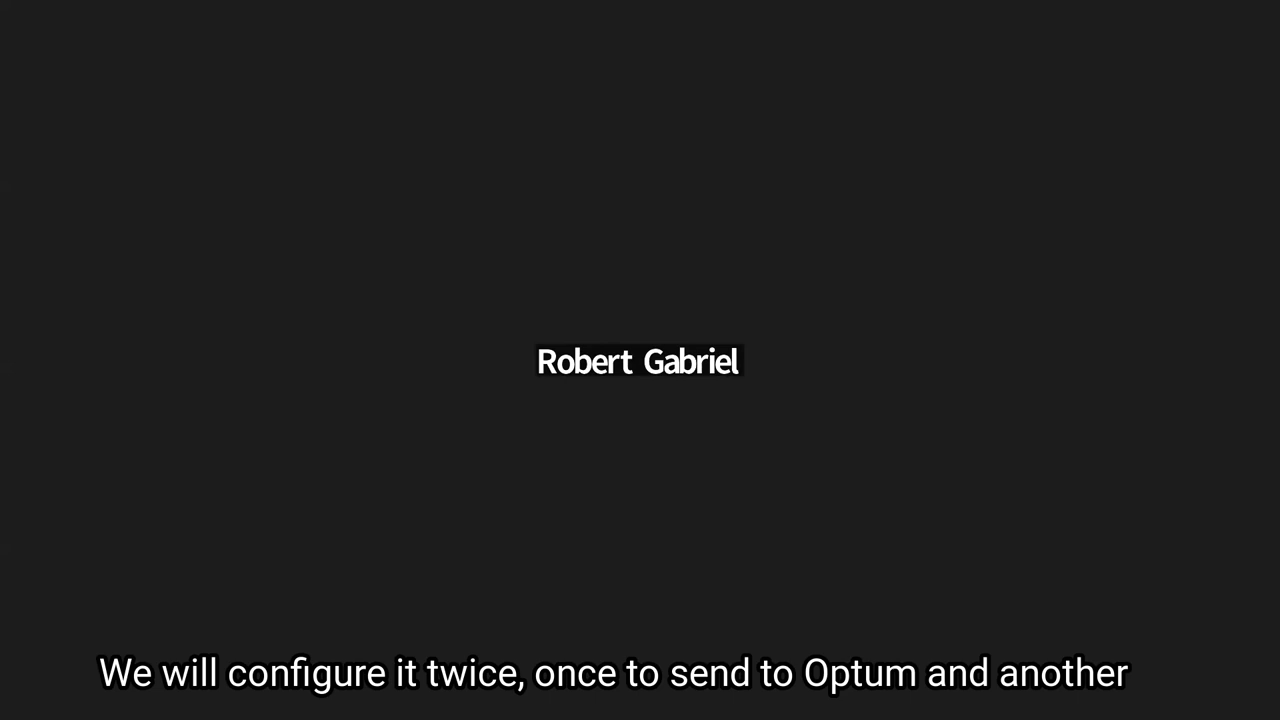 Robert Gabriel
We will configure it twice, once to send to Optum and another